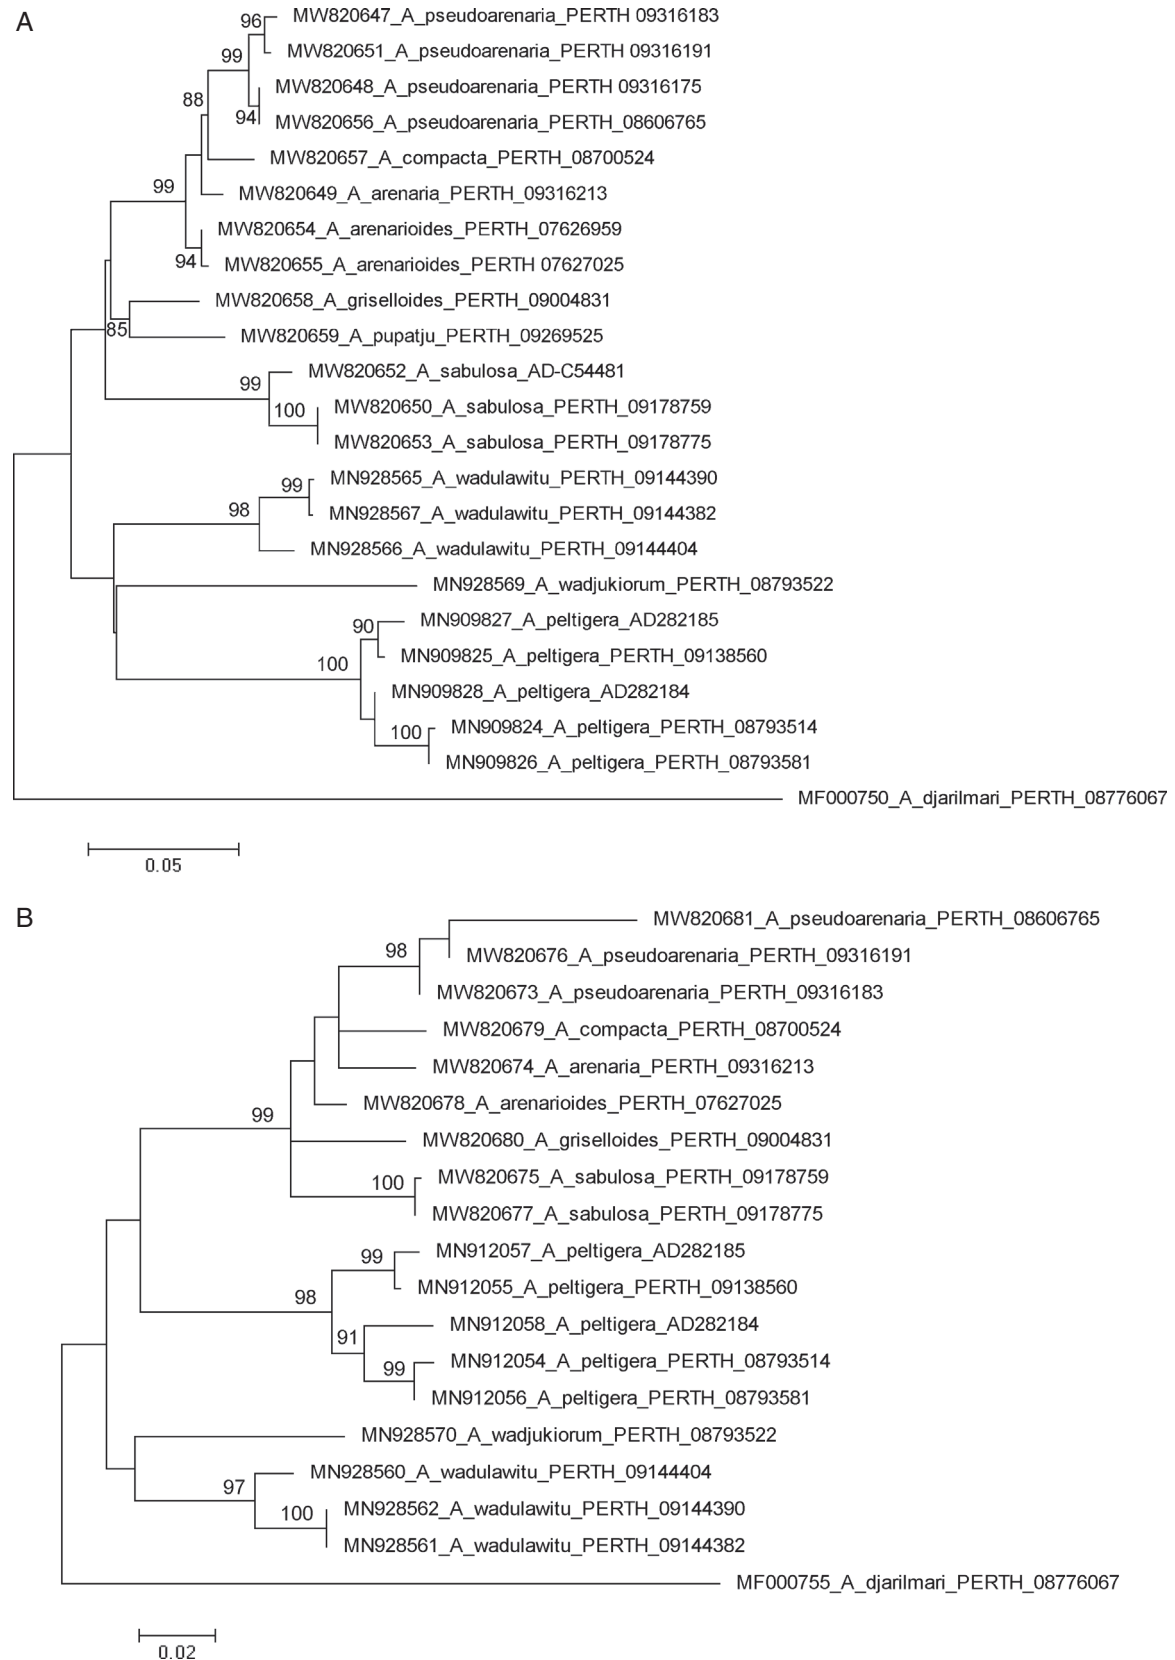 A
96
MW820647_A_pseudoarenaria_PERTH 09316183
MW820651_A_pseudoarenaria_PERTH 09316191
99
MW820648_A_pseudoarenaria_PERTH 09316175
88
94
MW820656_A_pseudoarenaria_PERTH_08606765
MW820657_A_compacta_PERTH_08700524
99
MW820649_A_arenaria_PERTH_09316213
MW820654_A_arenarioides_PERTH_07626959
94
MW820655_A_arenarioides_PERTH 07627025
MW820658_A_griselloides_PERTH_09004831
85
MW820659_A_pupatju_PERTH_09269525
MW820652_A_sabulosa_AD-C54481
99
100
MW820650_A_sabulosa_PERTH_09178759
MW820653_A_sabulosa_PERTH_09178775
MN928565_A_wadulawitu_PERTH_09144390
99
98
MN928567_A_wadulawitu_PERTH_09144382
MN928566_A_wadulawitu_PERTH_09144404
MN928569_A_wadjukiorum_PERTH_08793522
90
MN909827_A_peltigera_AD282185
100
MN909825_A_peltigera_PERTH_09138560
MN909828_A_peltigera_AD282184
100
MN909824_A_peltigera_PERTH_08793514
MN909826_A_peltigera_PERTH_08793581
MF000750_A_djarilmari_PERTH_08776067
0.05
B
MW820681_A_pseudoarenaria_PERTH_08606765
98
MW820676_A_pseudoarenaria_PERTH_09316191
MW820673_A_pseudoarenaria_PERTH_09316183
MW820679_A_compacta_PERTH_08700524
MW820674_A_arenaria_PERTH_09316213
MW820678_A_arenarioides_PERTH_07627025
99
MW820680_A_griselloides_PERTH_09004831
100
MW820675_A_sabulosa_PERTH_09178759
MW820677_A_sabulosa_PERTH_09178775
99
MN912057_A_peltigera_AD282185
98
MN912055_A_peltigera_PERTH_09138560
91
MN912058_A_peltigera_AD282184
99
MN912054_A_peltigera_PERTH_08793514
MN912056_A_peltigera_PERTH_08793581
MN928570_A_wadjukiorum_PERTH_08793522
97
MN928560_A_wadulawitu_PERTH_09144404
100
MN928562_A_wadulawitu_PERTH_09144390
MN928561_A_wadulawitu_PERTH_09144382
MF000755_A_djarilmari_PERTH_08776067
0.02